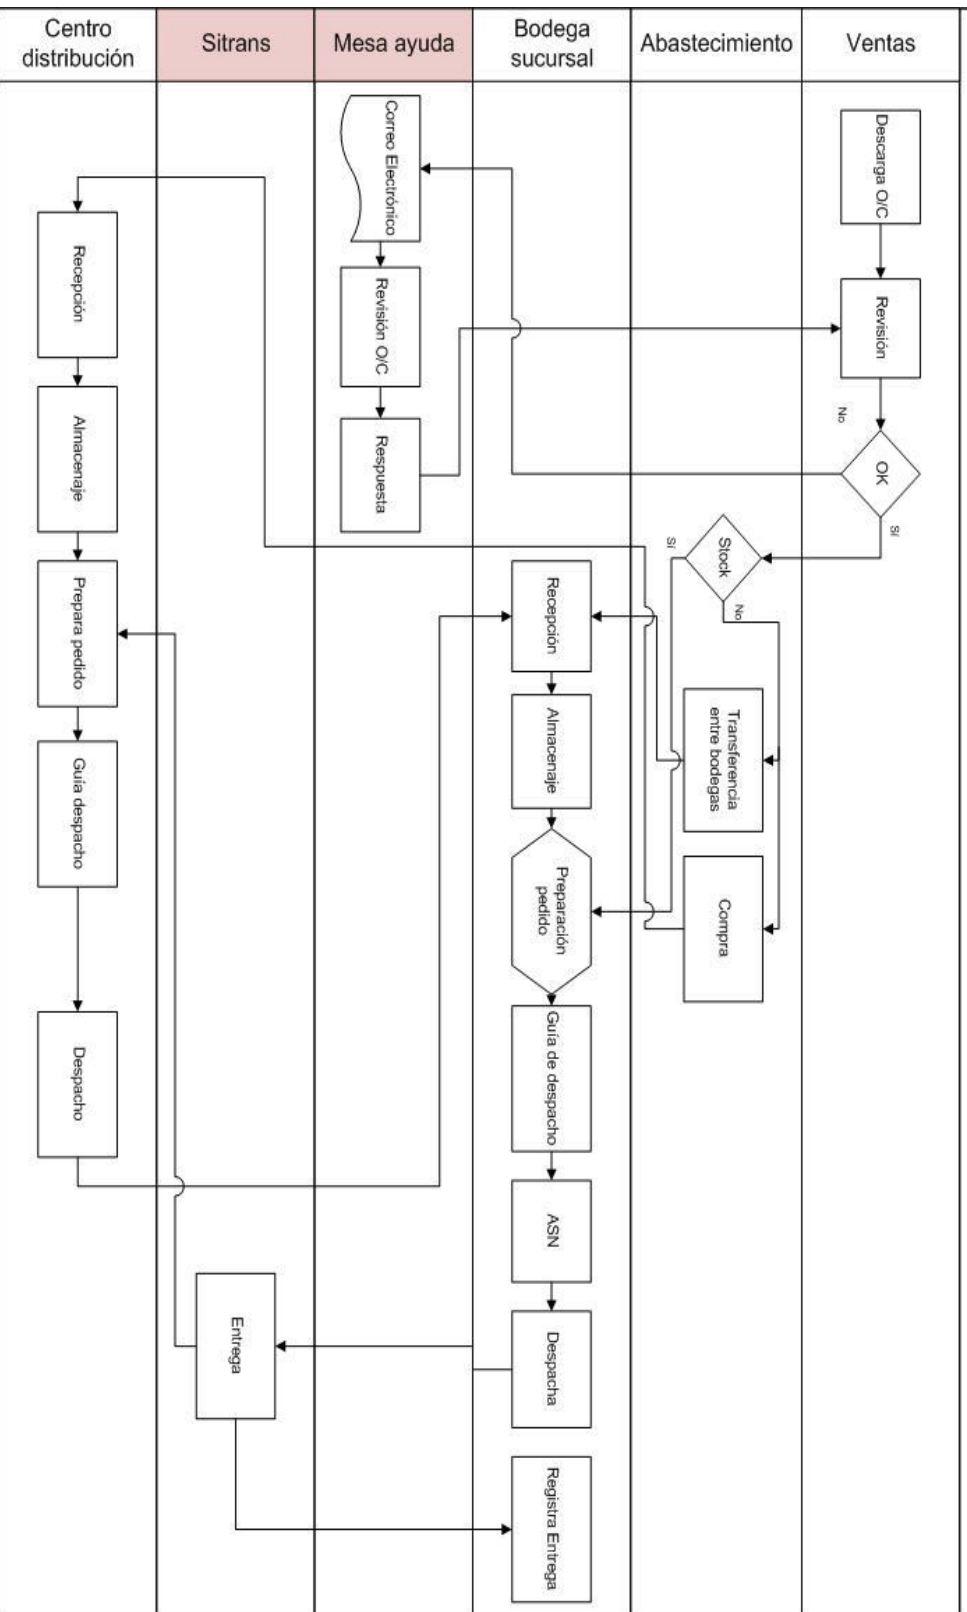 Centro
distribución
Sitrans
Mesa ayuda
Bodega
sucursal
Abastecimiento
Ventas
Descarga O/C
Revisión
No
OK
Sí
Correo Electrónico
Revisión O/C
Respuesta
Stock
Sí
No
Transferencia
entre bodegas
Compra
Recepción
Almacenaje
Preparación
pedido
Guía de despacho
ASN
Despacha
Registra Entrega
Entrega
Recepción
Almacenaje
Prepara pedido
Guía despacho
Despacho